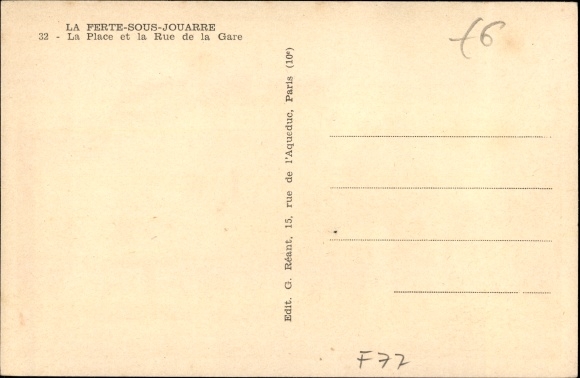 LA FERTE-SOUS-JOUARRE
32 - La Place et la Rue de la Gare
Edit. G. Réant, 15, rue de l'Aqueduc, Paris (10e)
F77